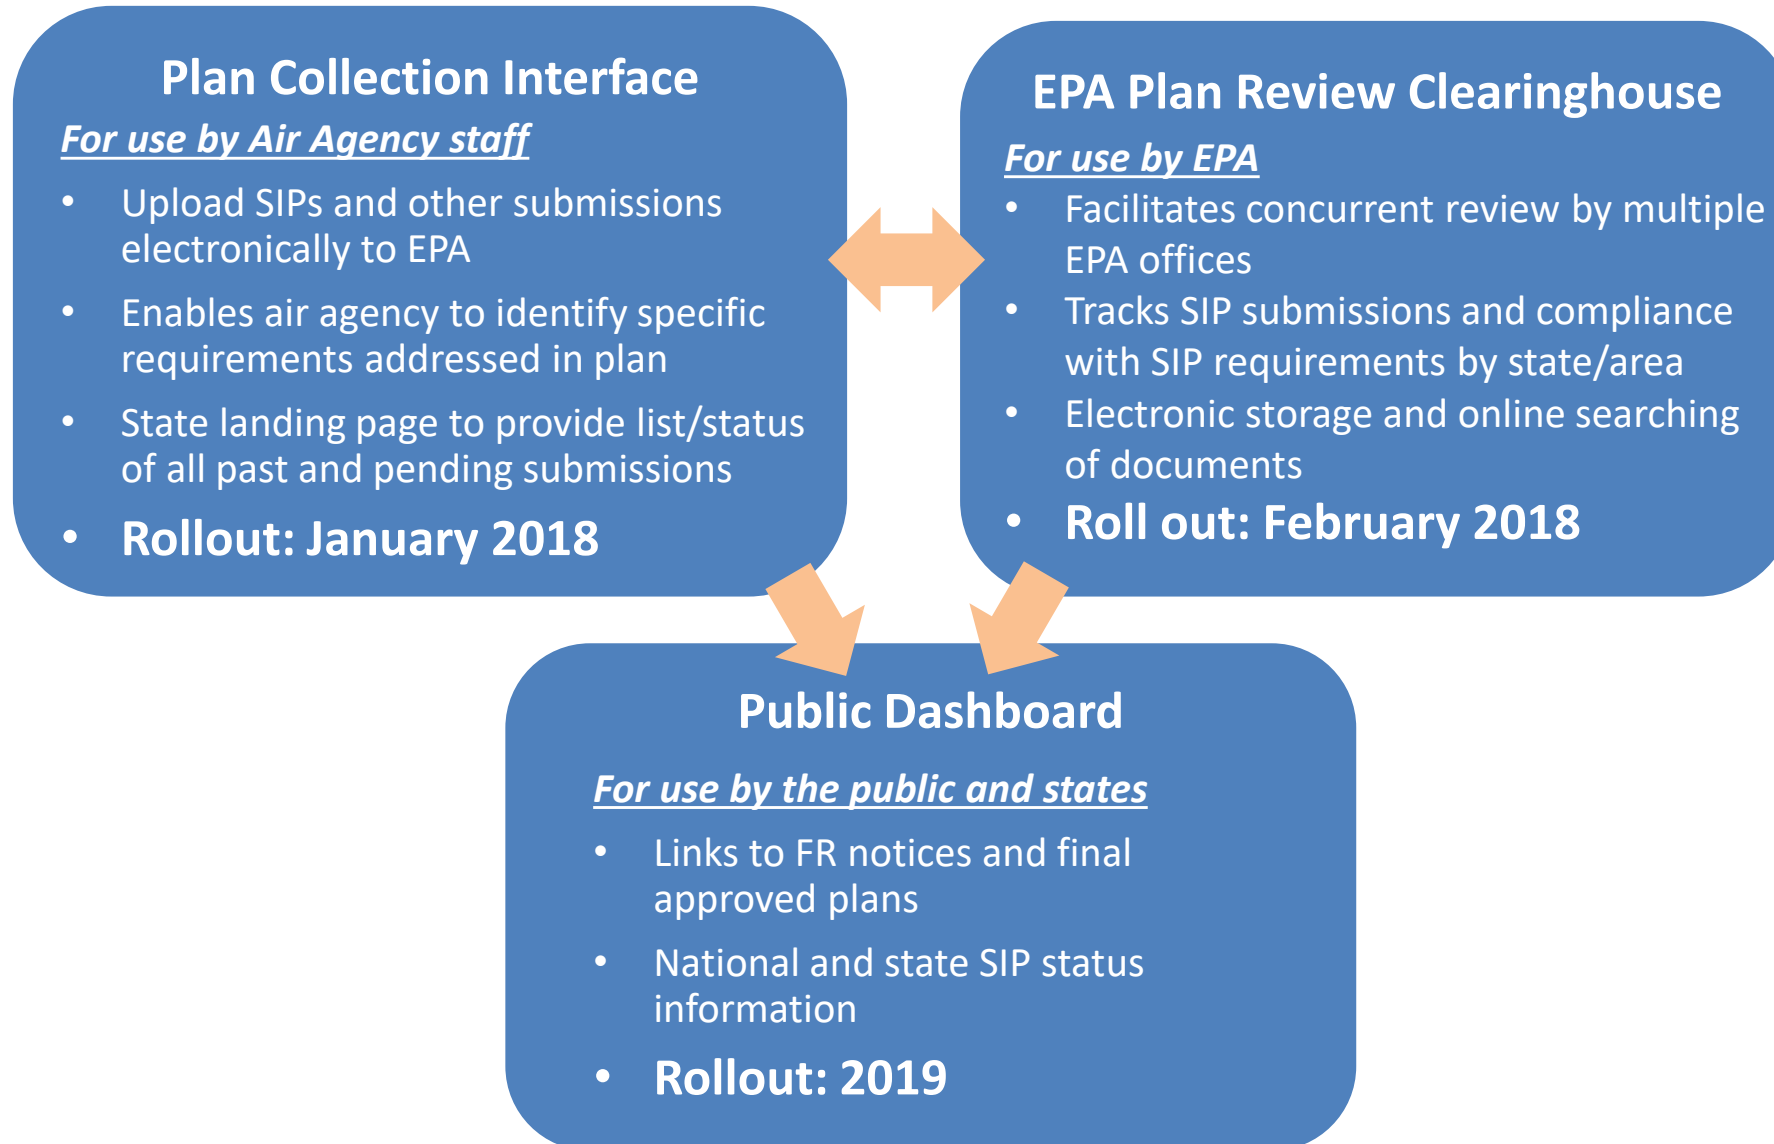 Plan Collection Interface
For use by Air Agency staff
• Upload SIPs and other submissions
electronically to EPA
• Enables air agency to identify specific
requirements addressed in plan
• State landing page to provide list/status
of all past and pending submissions
• Rollout: January 2018
EPA Plan Review Clearinghouse
For use by EPA
• Facilitates concurrent review by multiple
EPA offices
• Tracks SIP submissions and compliance
with SIP requirements by state/area
• Electronic storage and online searching
of documents
• Roll out: February 2018
Public Dashboard
For use by the public and states
• Links to FR notices and final
approved plans
• National and state SIP status
information
• Rollout: 2019